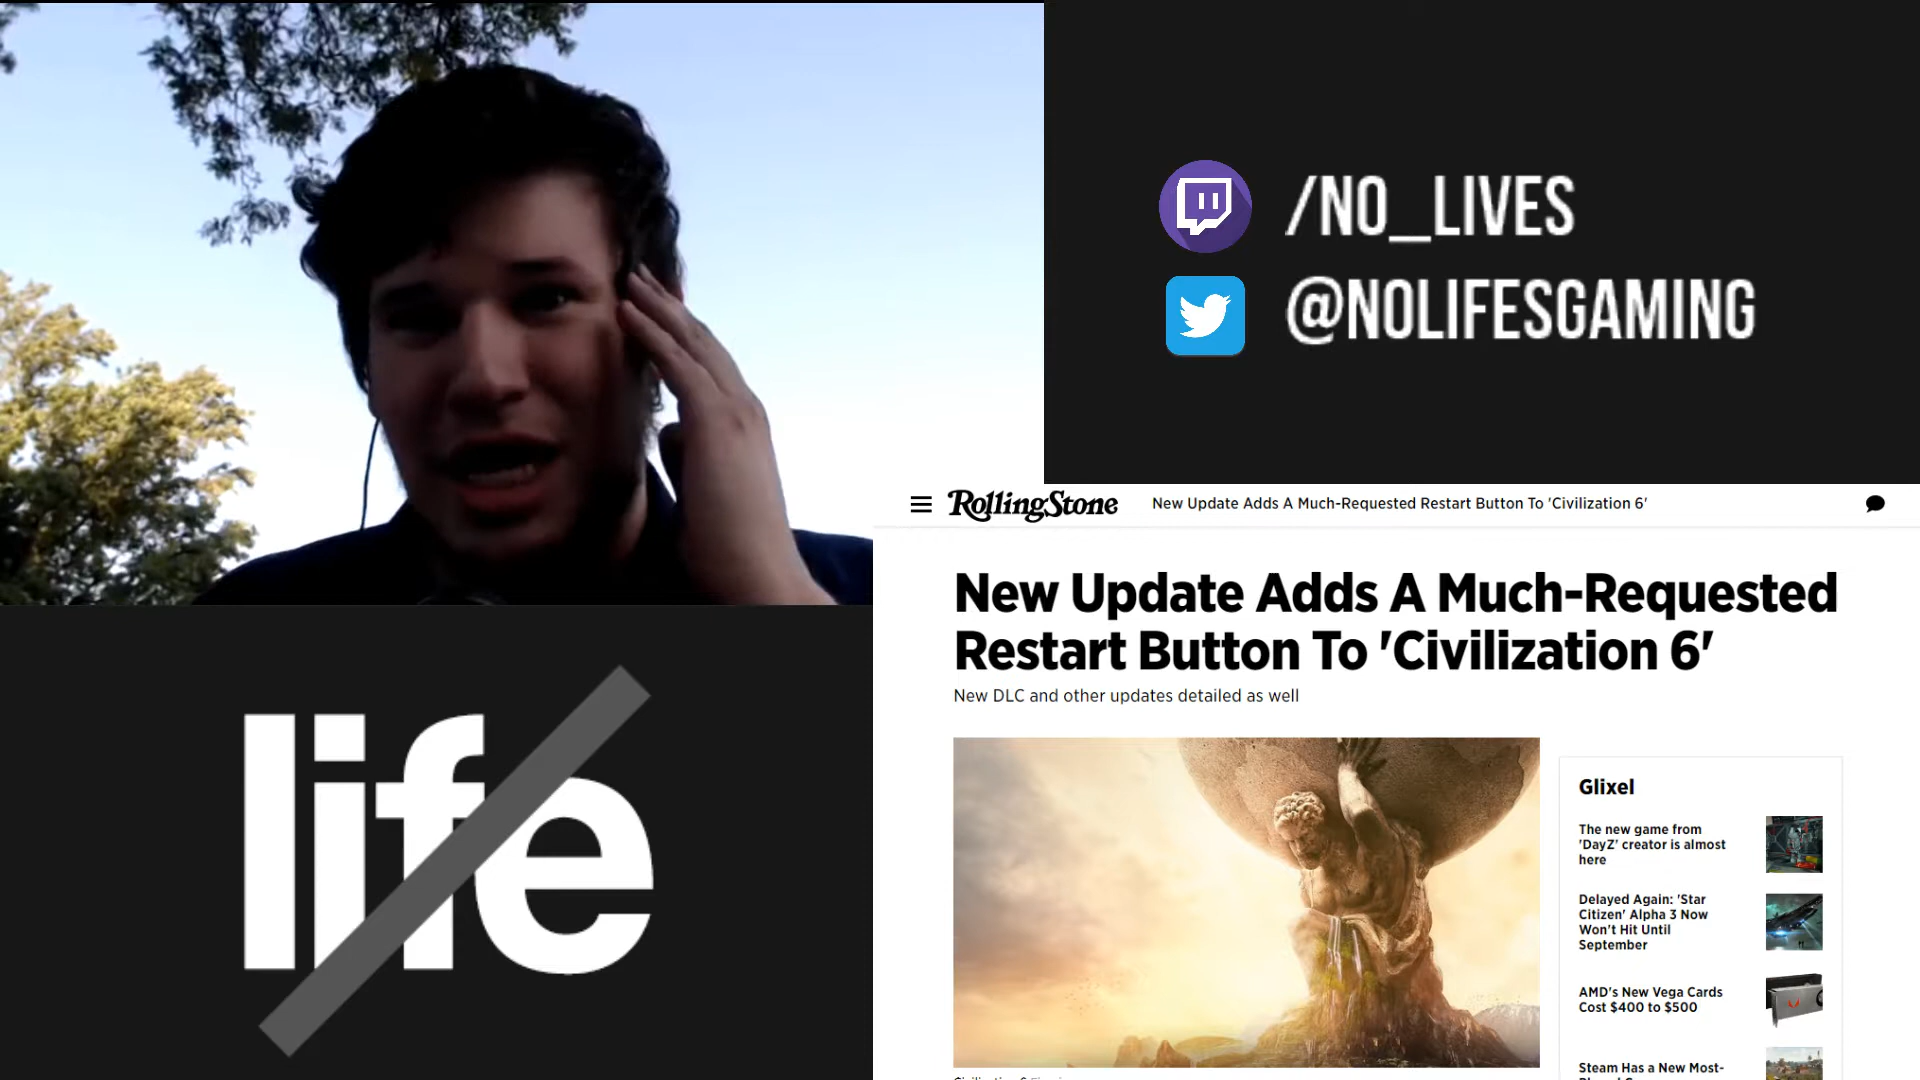 /NO_LIVES
@NOLIFESGAMING
RollingStone
New Update Adds A Much-Requested Restart Button To 'Civilization 6'
New Update Adds A Much-Requested
Restart Button To 'Civilization 6'
New DLC and other updates detailed as well
life
Glixel
The new game from
'DayZ' creator is almost
here
Delayed Again: 'Star
Citizen' Alpha 3 Now
Won't Hit Until
September
AMD's New Vega Cards
Cost $400 to $500
Steam Has a New Most-